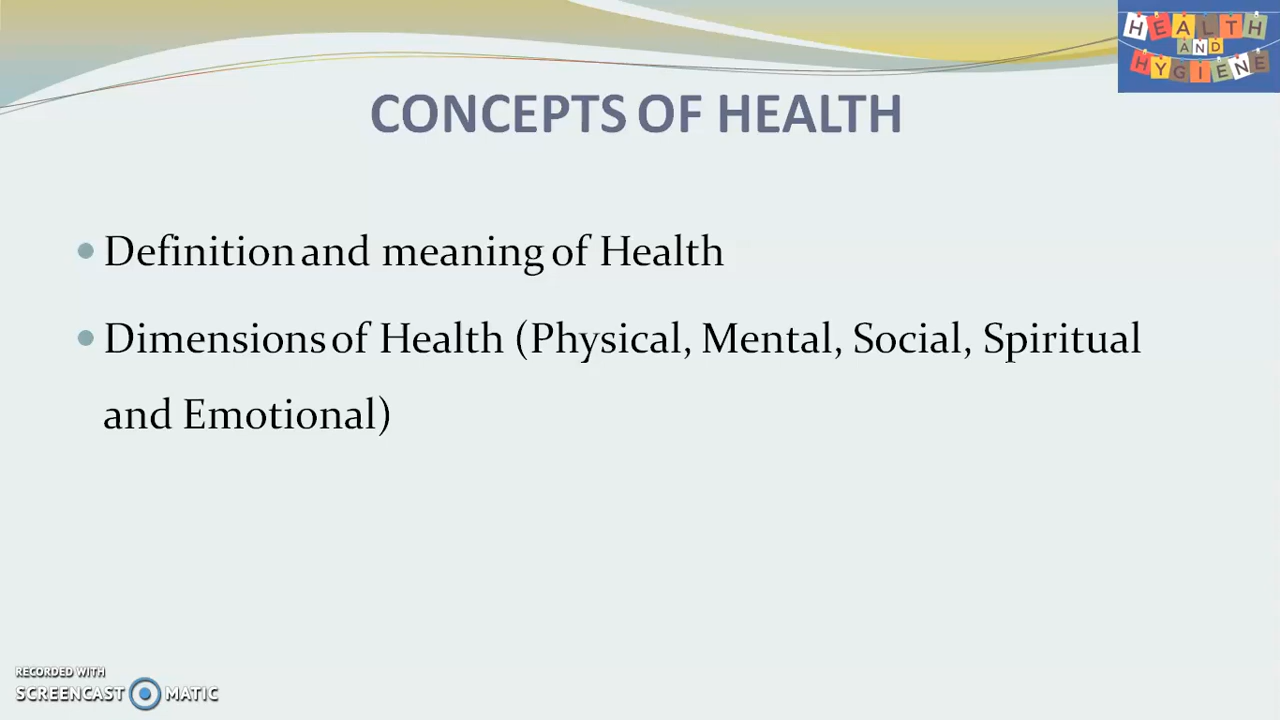 HEALTH
AND
HYGIENE
CONCEPTS OF HEALTH
• Definition and meaning of Health
• Dimensions of Health (Physical, Mental, Social, Spiritual
and Emotional)
RECORDED WITH
SCREENCAST MATIC